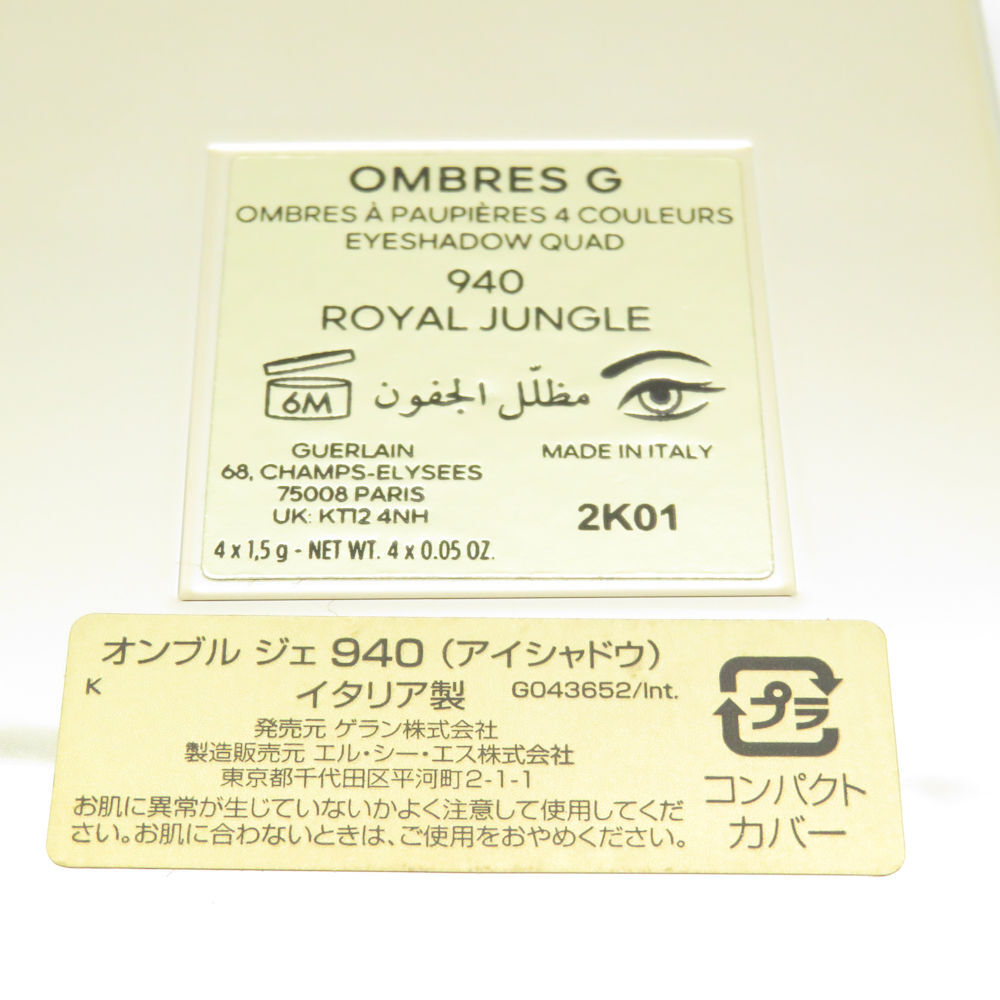 OMBRES G
OMBRES À PAUPIÈRES 4 COULEURS
EYESHADOW QUAD
940
ROYAL JUNGLE
6M
مظلّل الجفون
GUERLAIN
68, CHAMPS-ELYSEES
75008 PARIS
UK: KT12 4NH
MADE IN ITALY
2K01
4 x 1,5 g - NET WT. 4 x 0.05 OZ.
オンブル ジェ 940 (アイシャドウ)
K
イタリア製 G043652/Int.
発売元 ゲラン株式会社
製造販売元 エル・シー・エス株式会社
東京都千代田区平河町2-1-1
お肌に異常が生じていないかよく注意して使用してくだ
さい。お肌に合わないときは、ご使用をおやめください。
プラ
コンパクト
カバー